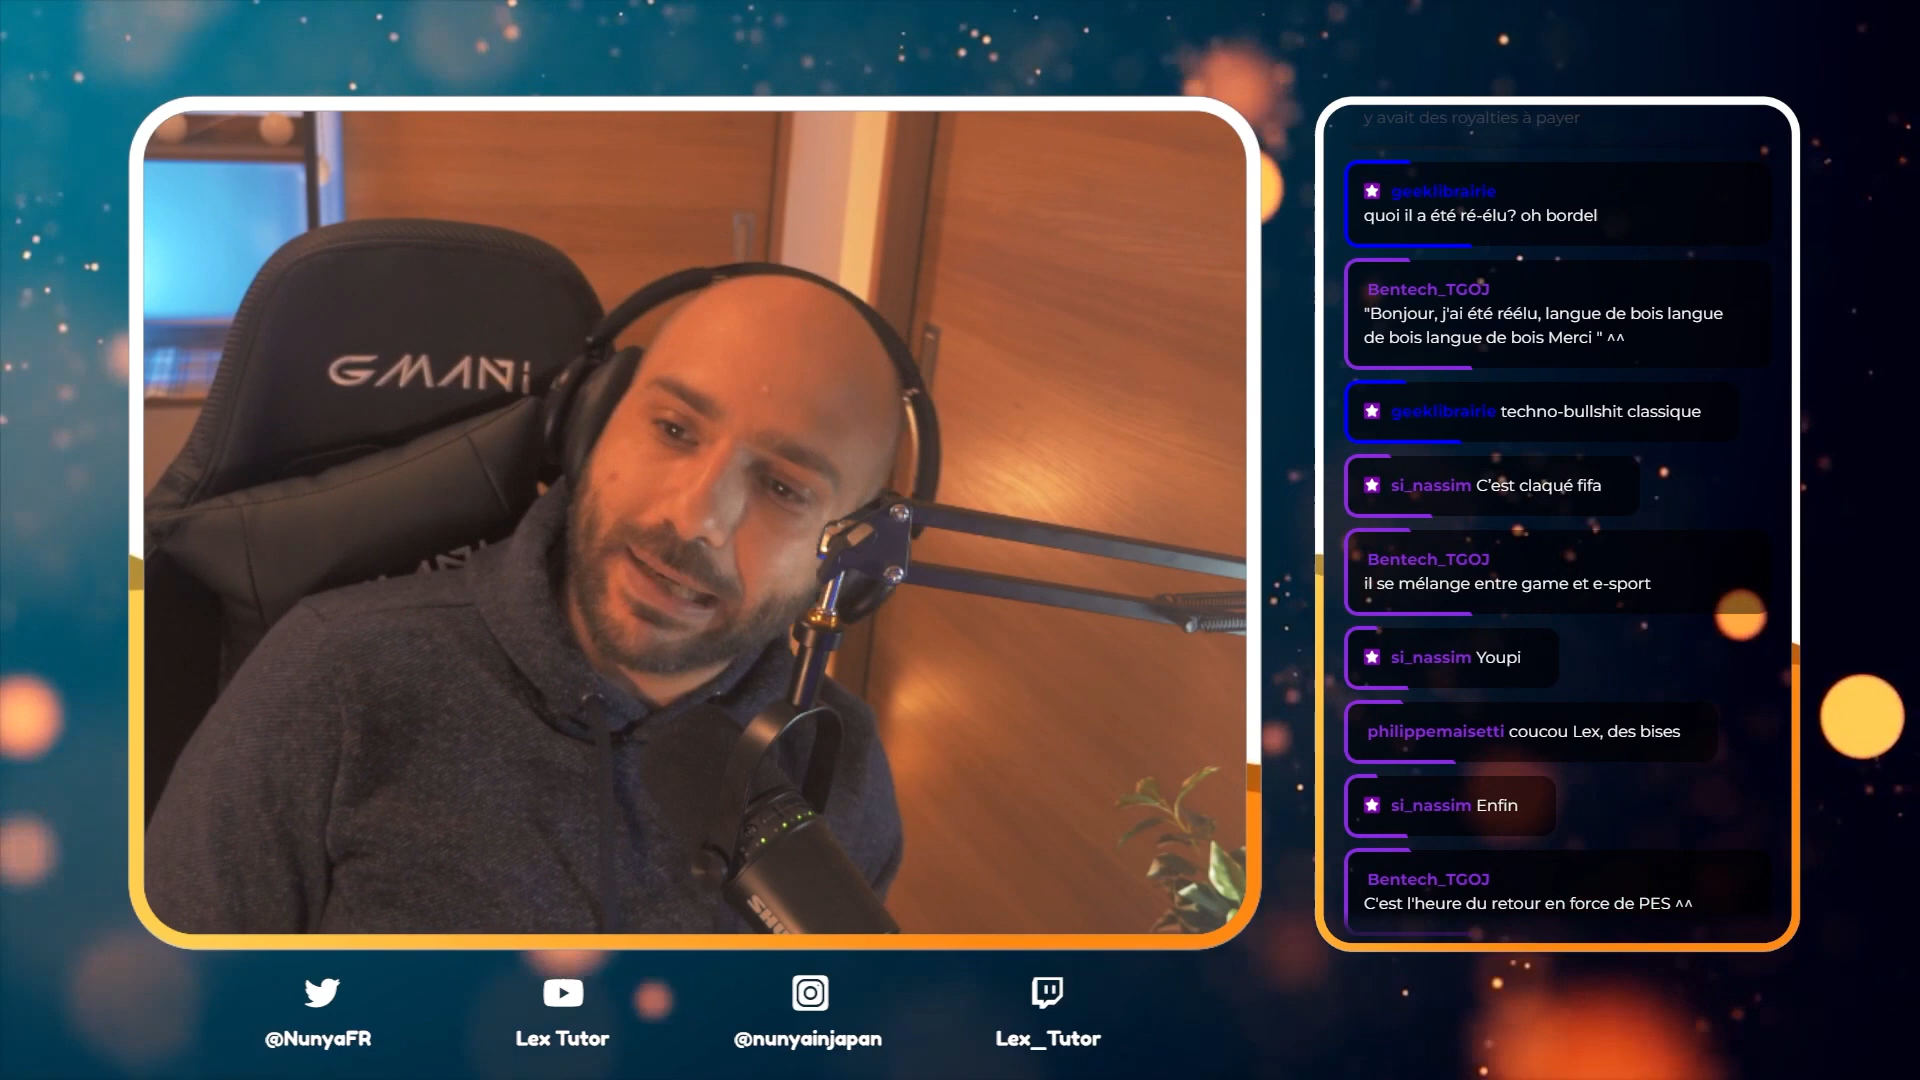 GMANi
SHU
y avait des royalties à payer
geeklibrairie
quoi il a été ré-élu? oh bordel
Bentech_TGOJ
"Bonjour, j'ai été réélu, langue de bois langue
de bois langue de bois Merci " ^^
geeklibrairie techno-bullshit classique
si_nassim C'est claqué fifa
Bentech_TGOJ
il se mélange entre game et e-sport
si_nassim Youpi
philippemaisetti coucou Lex, des bises
si_nassim Enfin
Bentech_TGOJ
C'est l'heure du retour en force de PES ^^
@NunyaFR
Lex Tutor
@nunyainjapan
Lex_Tutor